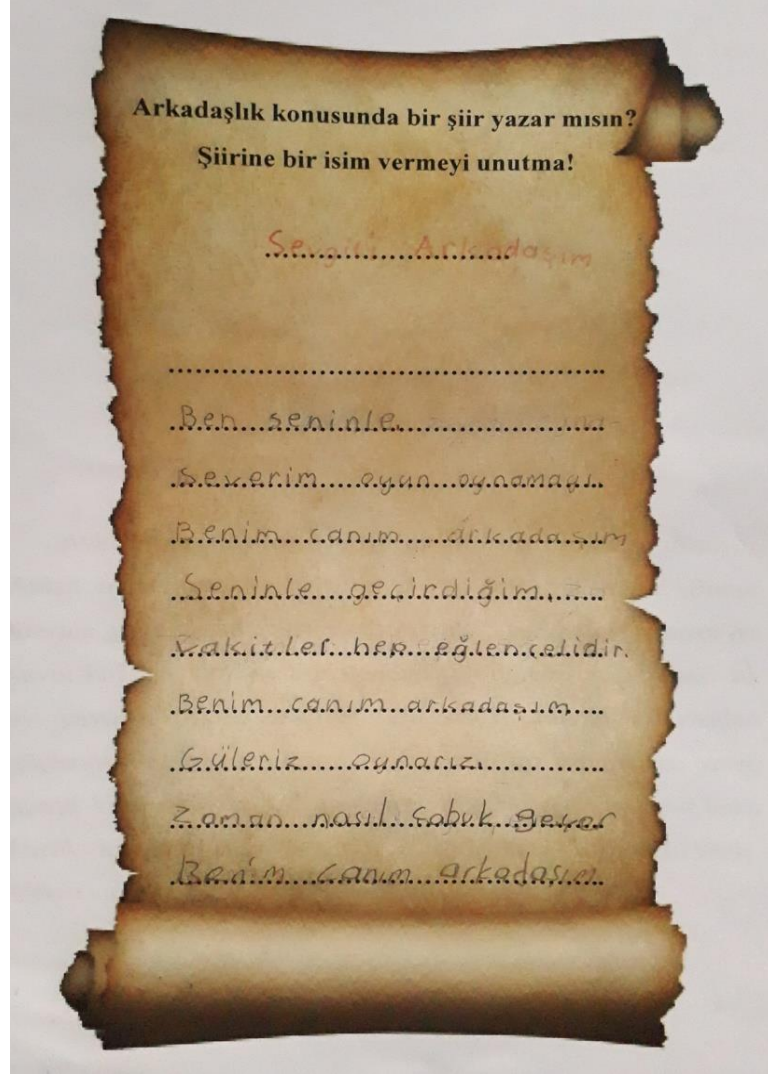 Arkadaşlık konusunda bir şiir yazar mısın?
Şiirine bir isim vermeyi unutma!
Sevgili Arkadaşım
Ben seninle
Severim oyun oynamayı.
Benim canım arkadaşım
Seninle geçirdiğim
Vakitler hep eğlencelidir.
Benim canım arkadaşım
Güleriz oynarız
Zaman nasıl çabuk geçer
Benim canım arkadaşım